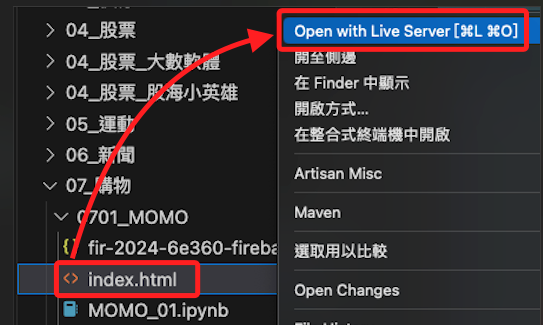 04_股票
04_股票_大數軟體
04_股票_股海小英雄
05_運動
06_新聞
07_購物
0701_MOMO
fir-2024-6e360-fireba
index.html
MOMO_01.ipynb
Open with Live Server [⌘L ⌘O]
開至側邊
在 Finder 中顯示
開啟方式...
在整合式終端機中開啟
Artisan Misc
Maven
選取用以比較
Open Changes